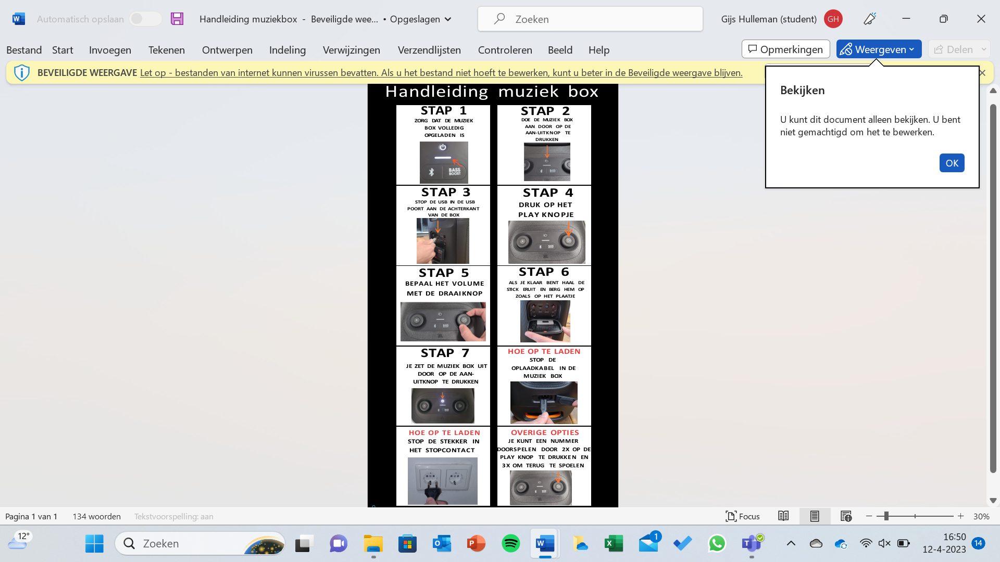 Automatisch opslaan
Handleiding muziekbox - Beveiligde wee... • Opgeslagen
Zoeken
Gijs Hulleman (student)
GH
Bestand Start Invoegen Tekenen Ontwerpen Indeling Verwijzingen Verzendlijsten Controleren Beeld Help
Opmerkingen
Weergeven
Delen
BEVEILIGDE WEERGAVE Let op - bestanden van internet kunnen virussen bevatten. Als u het bestand niet hoeft te bewerken, kunt u beter in de Beveiligde weergave blijven.
Bekijken
U kunt dit document alleen bekijken. U bent
niet gemachtigd om het te bewerken.
OK
Handleiding muziek box
STAP 1
ZORG DAT DE MUZIEK
BOX VOLLEDIG
OPGELADEN IS
BASS
BOOST
STAP 2
DOE DE MUZIEK BOX
AAN DOOR OP DE
AAN-UITKNOP TE
DRUKKEN
STAP 3
STOP DE USB IN DE USB
POORT AAN DE ACHTERKANT
VAN DE BOX
STAP 4
DRUK OP HET
PLAY KNOPJE
STAP 5
BEPAAL HET VOLUME
MET DE DRAAIKNOP
STAP 6
ALS JE KLAAR BENT HAAL DE
STICK ERUIT EN BERG HEM OP
ZOALS OP HET PLAATJE
STAP 7
JE ZET DE MUZIEK BOX UIT
DOOR OP DE AAN-
UITKNOP TE DRUKKEN
HOE OP TE LADEN
STOP DE
OPLAADKABEL IN DE
MUZIEK BOX
HOE OP TE LADEN
STOP DE STEKKER IN
HET STOPCONTACT
OVERIGE OPTIES
JE KUNT EEN NUMMER
DOORSPELEN DOOR 2X OP DE
PLAY KNOP TE DRUKKEN EN
3X OM TERUG TE SPOELEN
Pagina 1 van 1
134 woorden
Tekstvoorspelling: aan
Focus
30%
12°
Zoeken
1
16:50
12-4-2023
14